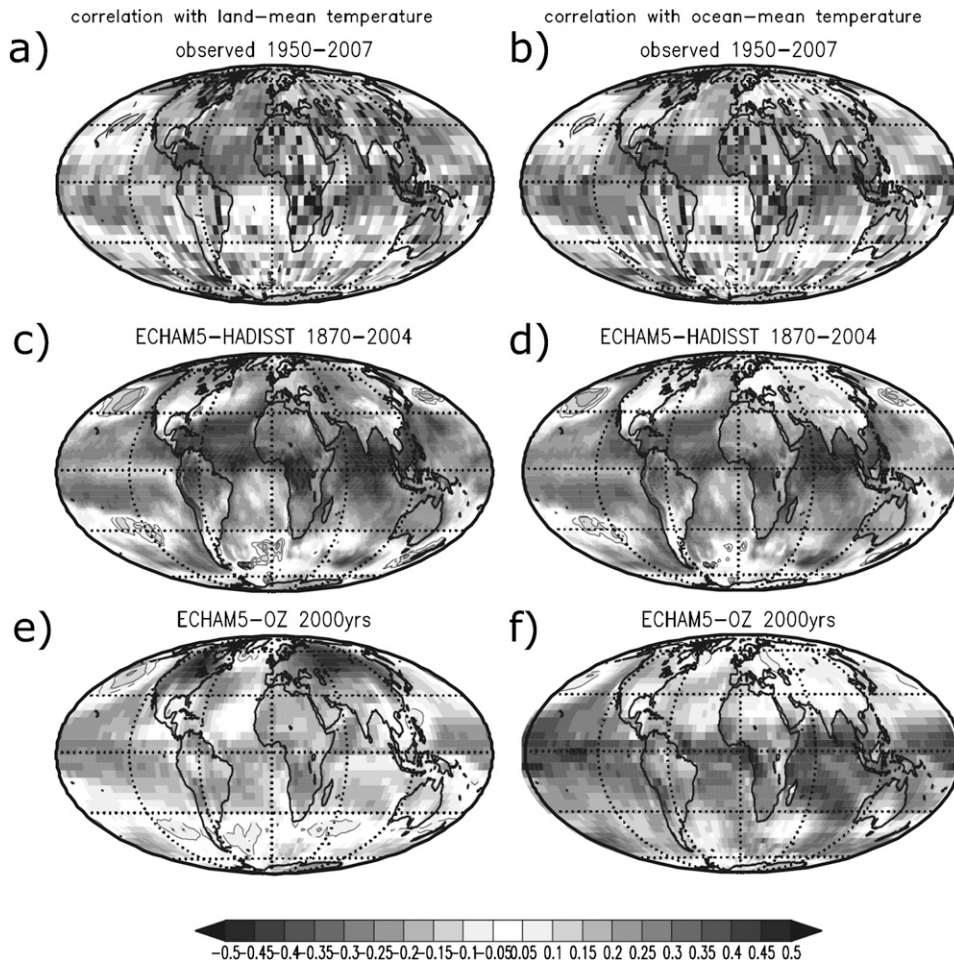 correlation with land-mean temperature
correlation with ocean-mean temperature
a)
observed 1950-2007
b)
observed 1950-2007
c)
ECHAM5-HADISST 1870-2004
d)
ECHAM5-HADISST 1870-2004
e)
ECHAM5-OZ 2000yrs
f)
ECHAM5-OZ 2000yrs
-0.5 -0.45 -0.4 -0.35 -0.3 -0.25 -0.2 -0.15 -0.1 -0.05 0.05 0.1 0.15 0.2 0.25 0.3 0.35 0.4 0.45 0.5